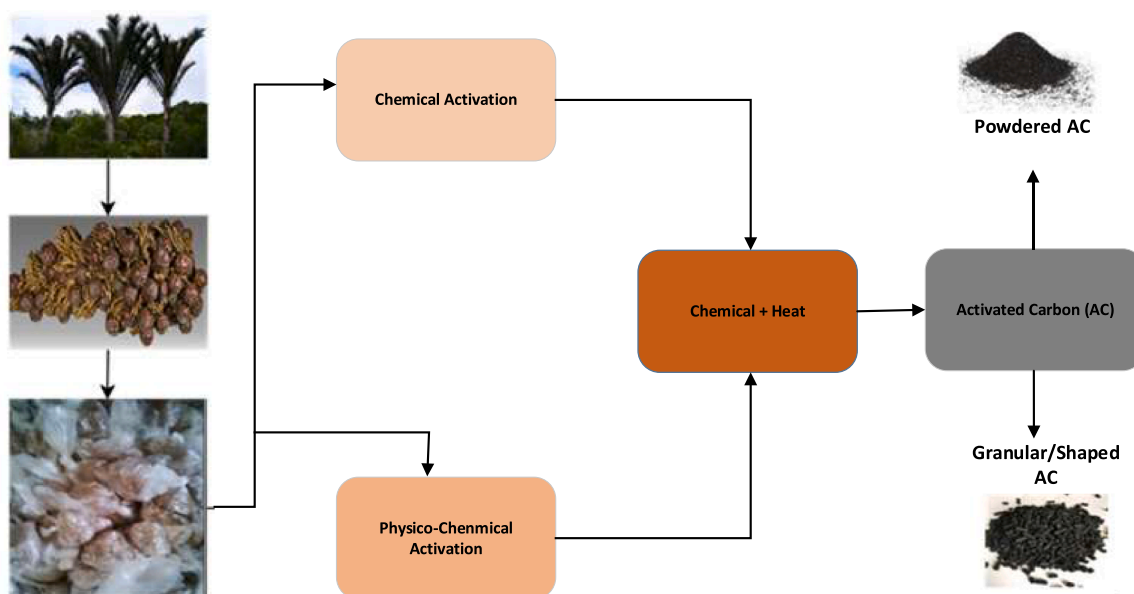 Chemical Activation
Powdered AC
Chemical + Heat
Activated Carbon (AC)
Granular/Shaped
AC
Physico-Chenmical
Activation